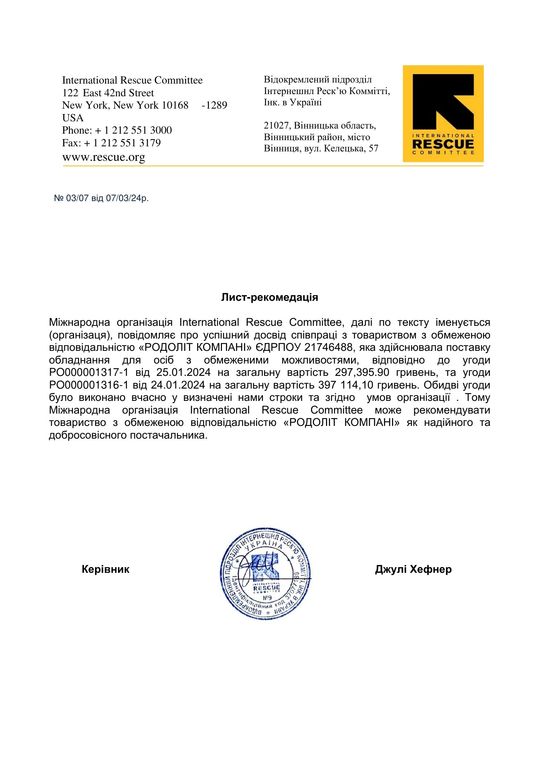 International Rescue Committee
122 East 42nd Street
New York, New York 10168 -1289
USA
Phone: + 1 212 551 3000
Fax: + 1 212 551 3179
www.rescue.org
Відокремлений підрозділ
Інтернешнл Реск’ю Коммітті,
Інк. в Україні
21027, Вінницька область,
Вінницький район, місто
Вінниця, вул. Келецька, 57
INTERNATIONAL
RESCUE
COMMITTEE
№ 03/07 від 07/03/24р.
Лист-рекомедація
Міжнародна організація International Rescue Committee, далі по тексту іменується
(організаця), повідомляє про успішний досвід співпраці з товариством з обмеженою
відповідальністю «РОДОЛІТ КОМПАНІ» ЄДРПОУ 21746488, яка здійснювала поставку
обладнання для осіб з обмеженими можливостями, відповідно до угоди
РО000001317-1 від 25.01.2024 на загальну вартість 297,395.90 гривень, та угоди
РО000001316-1 від 24.01.2024 на загальну вартість 397 114,10 гривень. Обидві угоди
було виконано вчасно у визначені нами строки та згідно умов організації . Тому
Міжнародна організація International Rescue Committee може рекомендувати
товариство з обмеженою відповідальністю «РОДОЛІТ КОМПАНІ» як надійного та
добросовісного постачальника.
Керівник
УКРАЇНА
INTERNATIONAL
RESCUE
COMMITTEE
№9
Джулі Хефнер